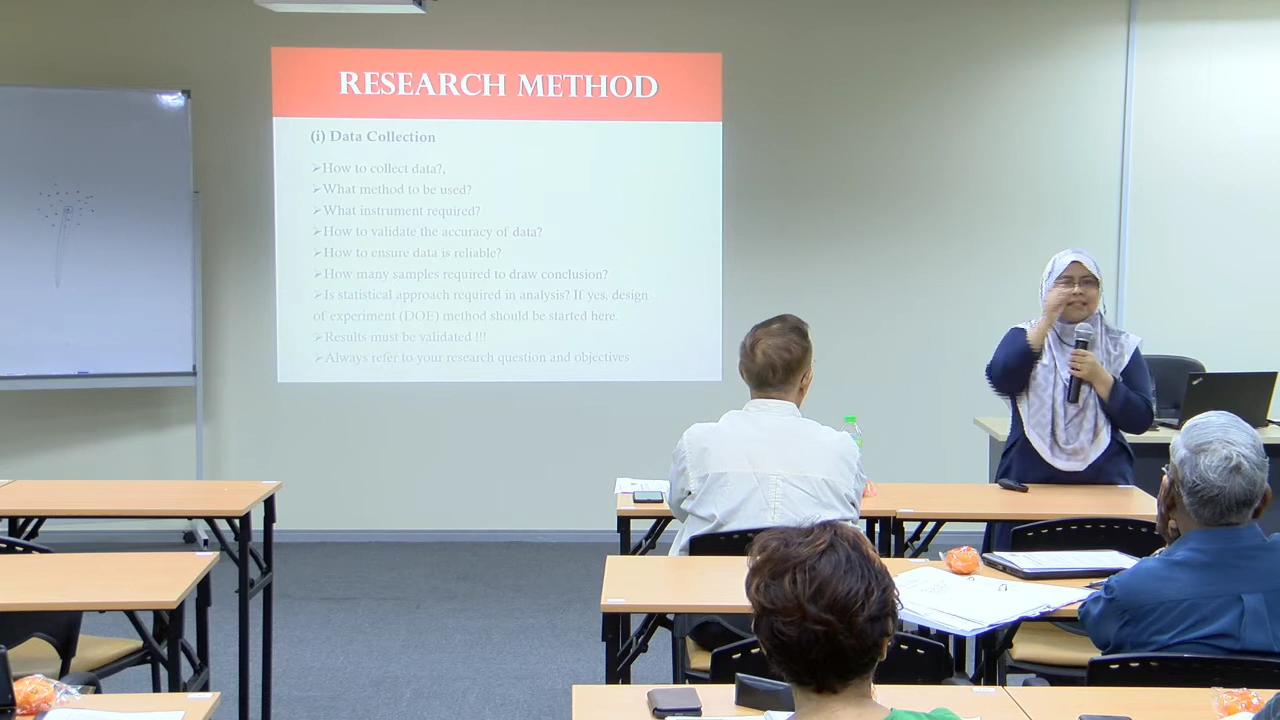 RESEARCH METHOD
(i) Data Collection
➢How to collect data?,
➢What method to be used?
➢What instrument required?
➢How to validate the accuracy of data?
➢How to ensure data is reliable?
➢How many samples required to draw conclusion?
➢Is statistical approach required in analysis? If yes, design
of experiment (DOE) method should be started here.
➢Results must be validated !!!
➢Always refer to your research question and objectives